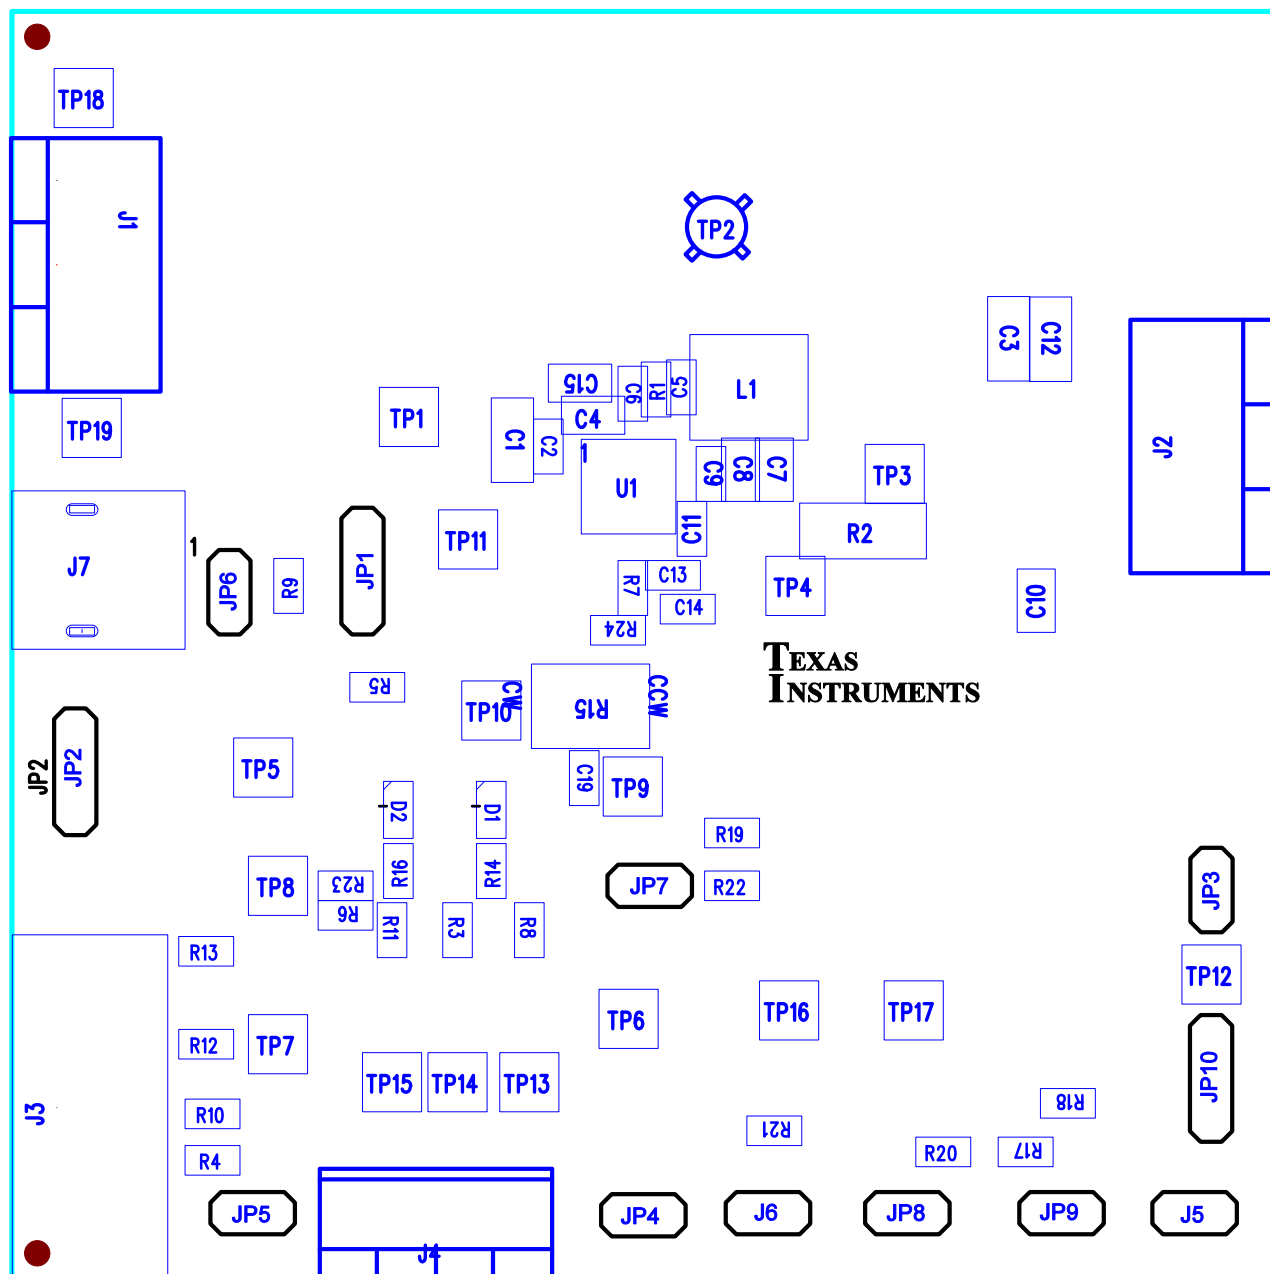 TP18
J1
TP2
C3
C12
L1
C15
C6
R1
C5
C4
TP1
TP19
C1
C2
1
U1
C9
C8
C7
TP3
J2
C11
R2
TP11
J7
1
JP6
R9
JP1
R7
C13
C14
R24
TP4
C10
TEXAS
INSTRUMENTS
R5
CW
TP10
R15
CCW
JP2
JP2
TP5
C19
TP9
D2
D1
R19
R16
R14
TP8
R23
R6
JP7
R22
JP3
R11
R3
R8
R13
TP12
TP6
TP16
TP17
R12
TP7
TP15
TP14
TP13
JP10
J3
R10
R18
R21
R4
R20
R17
JP5
JP4
J6
JP8
JP9
J5
J4